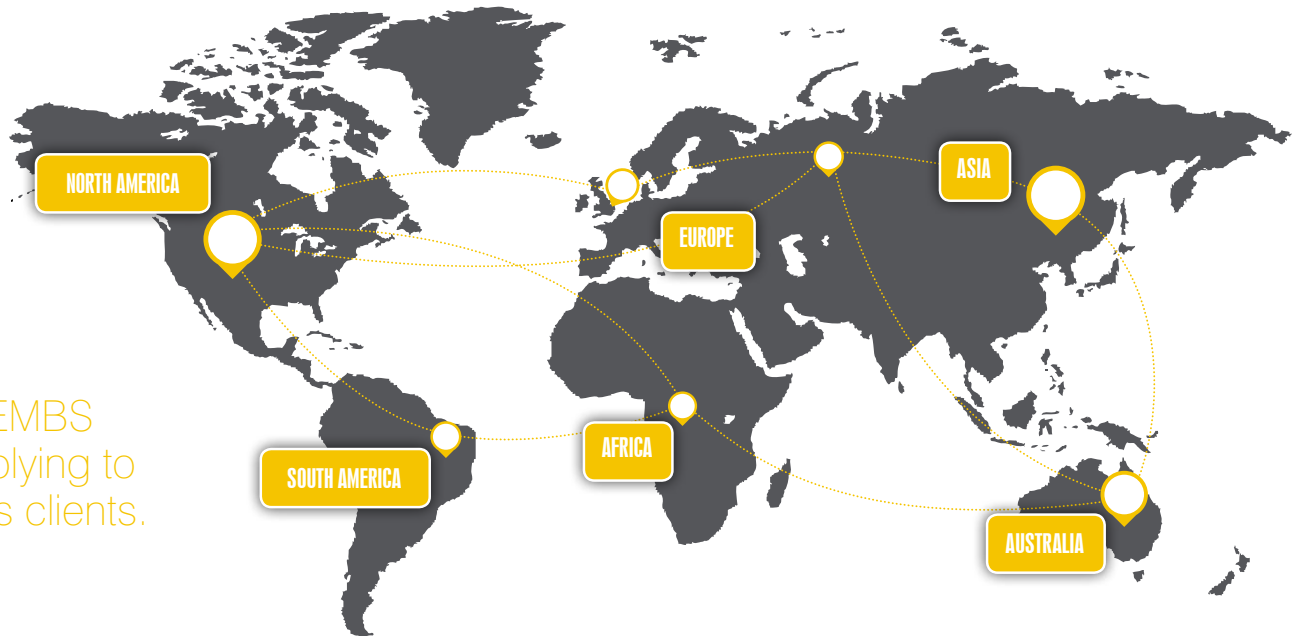 NORTH AMERICA
ASIA
EUROPE
EMBS
plying to
s clients.
AFRICA
SOUTH AMERICA
AUSTRALIA